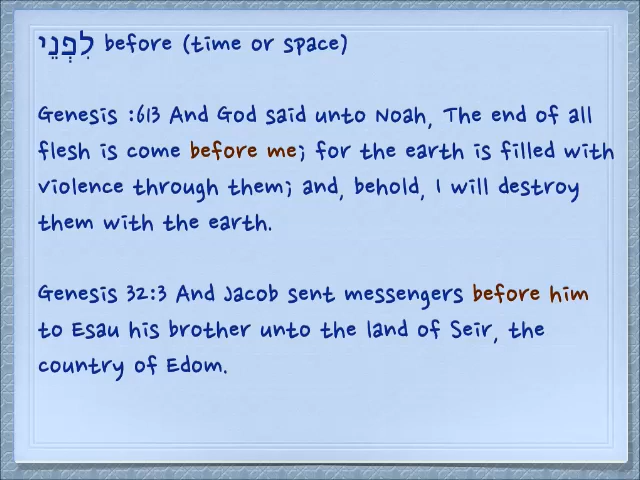 לִפְנֵי before (time or space)
Genesis :613 And God said unto Noah, The end of all
flesh is come before me; for the earth is filled with
violence through them; and, behold, I will destroy
them with the earth.
Genesis 32:3 And Jacob sent messengers before him
to Esau his brother unto the land of Seir, the
country of Edom.